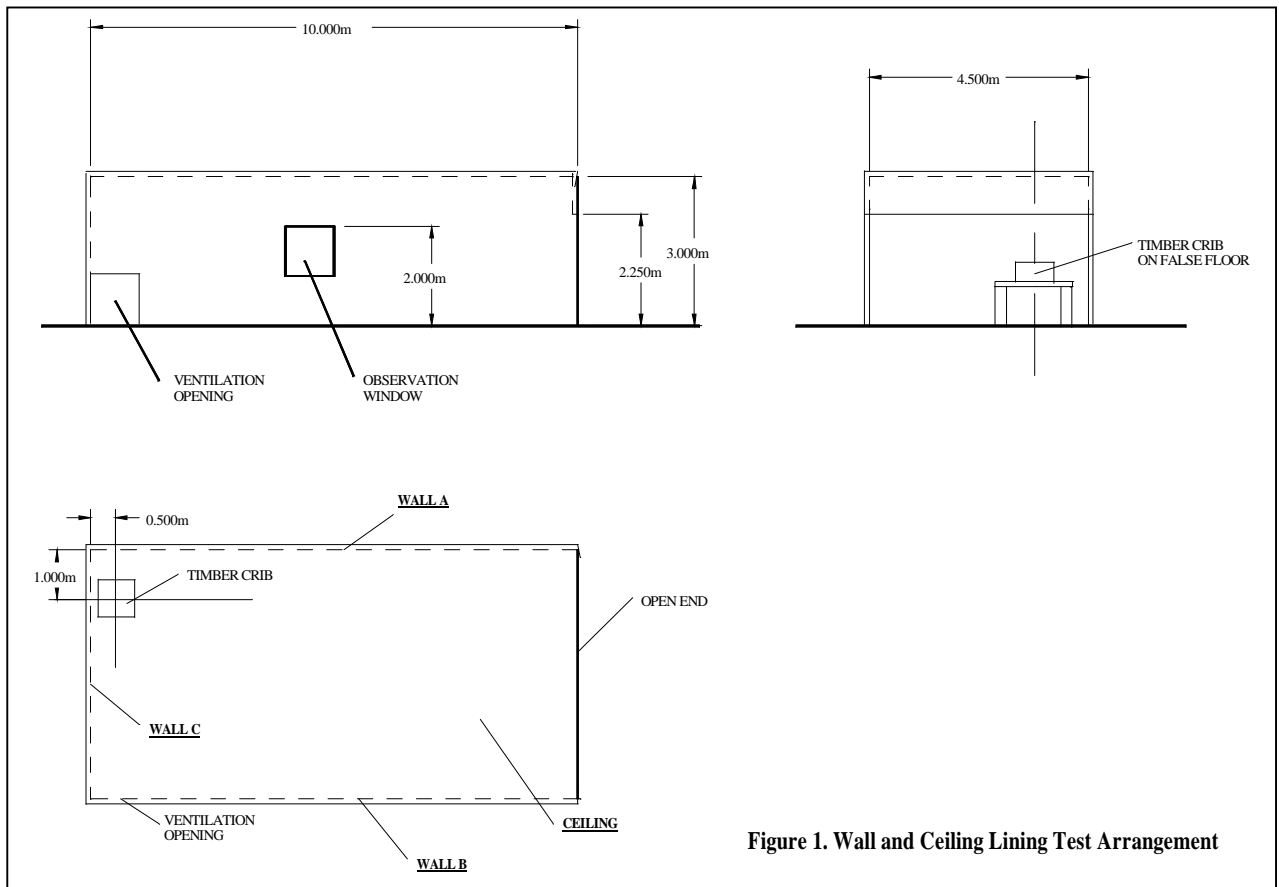 10.000m
4.500m
3.000m
2.250m
2.000m
TIMBER CRIB
ON FALSE FLOOR
VENTILATION
OPENING
OBSERVATION
WINDOW
WALL A
0.500m
1.000m
TIMBER CRIB
OPEN END
WALL C
VENTILATION
OPENING
CEILING
WALL B
Figure 1. Wall and Ceiling Lining Test Arrangement